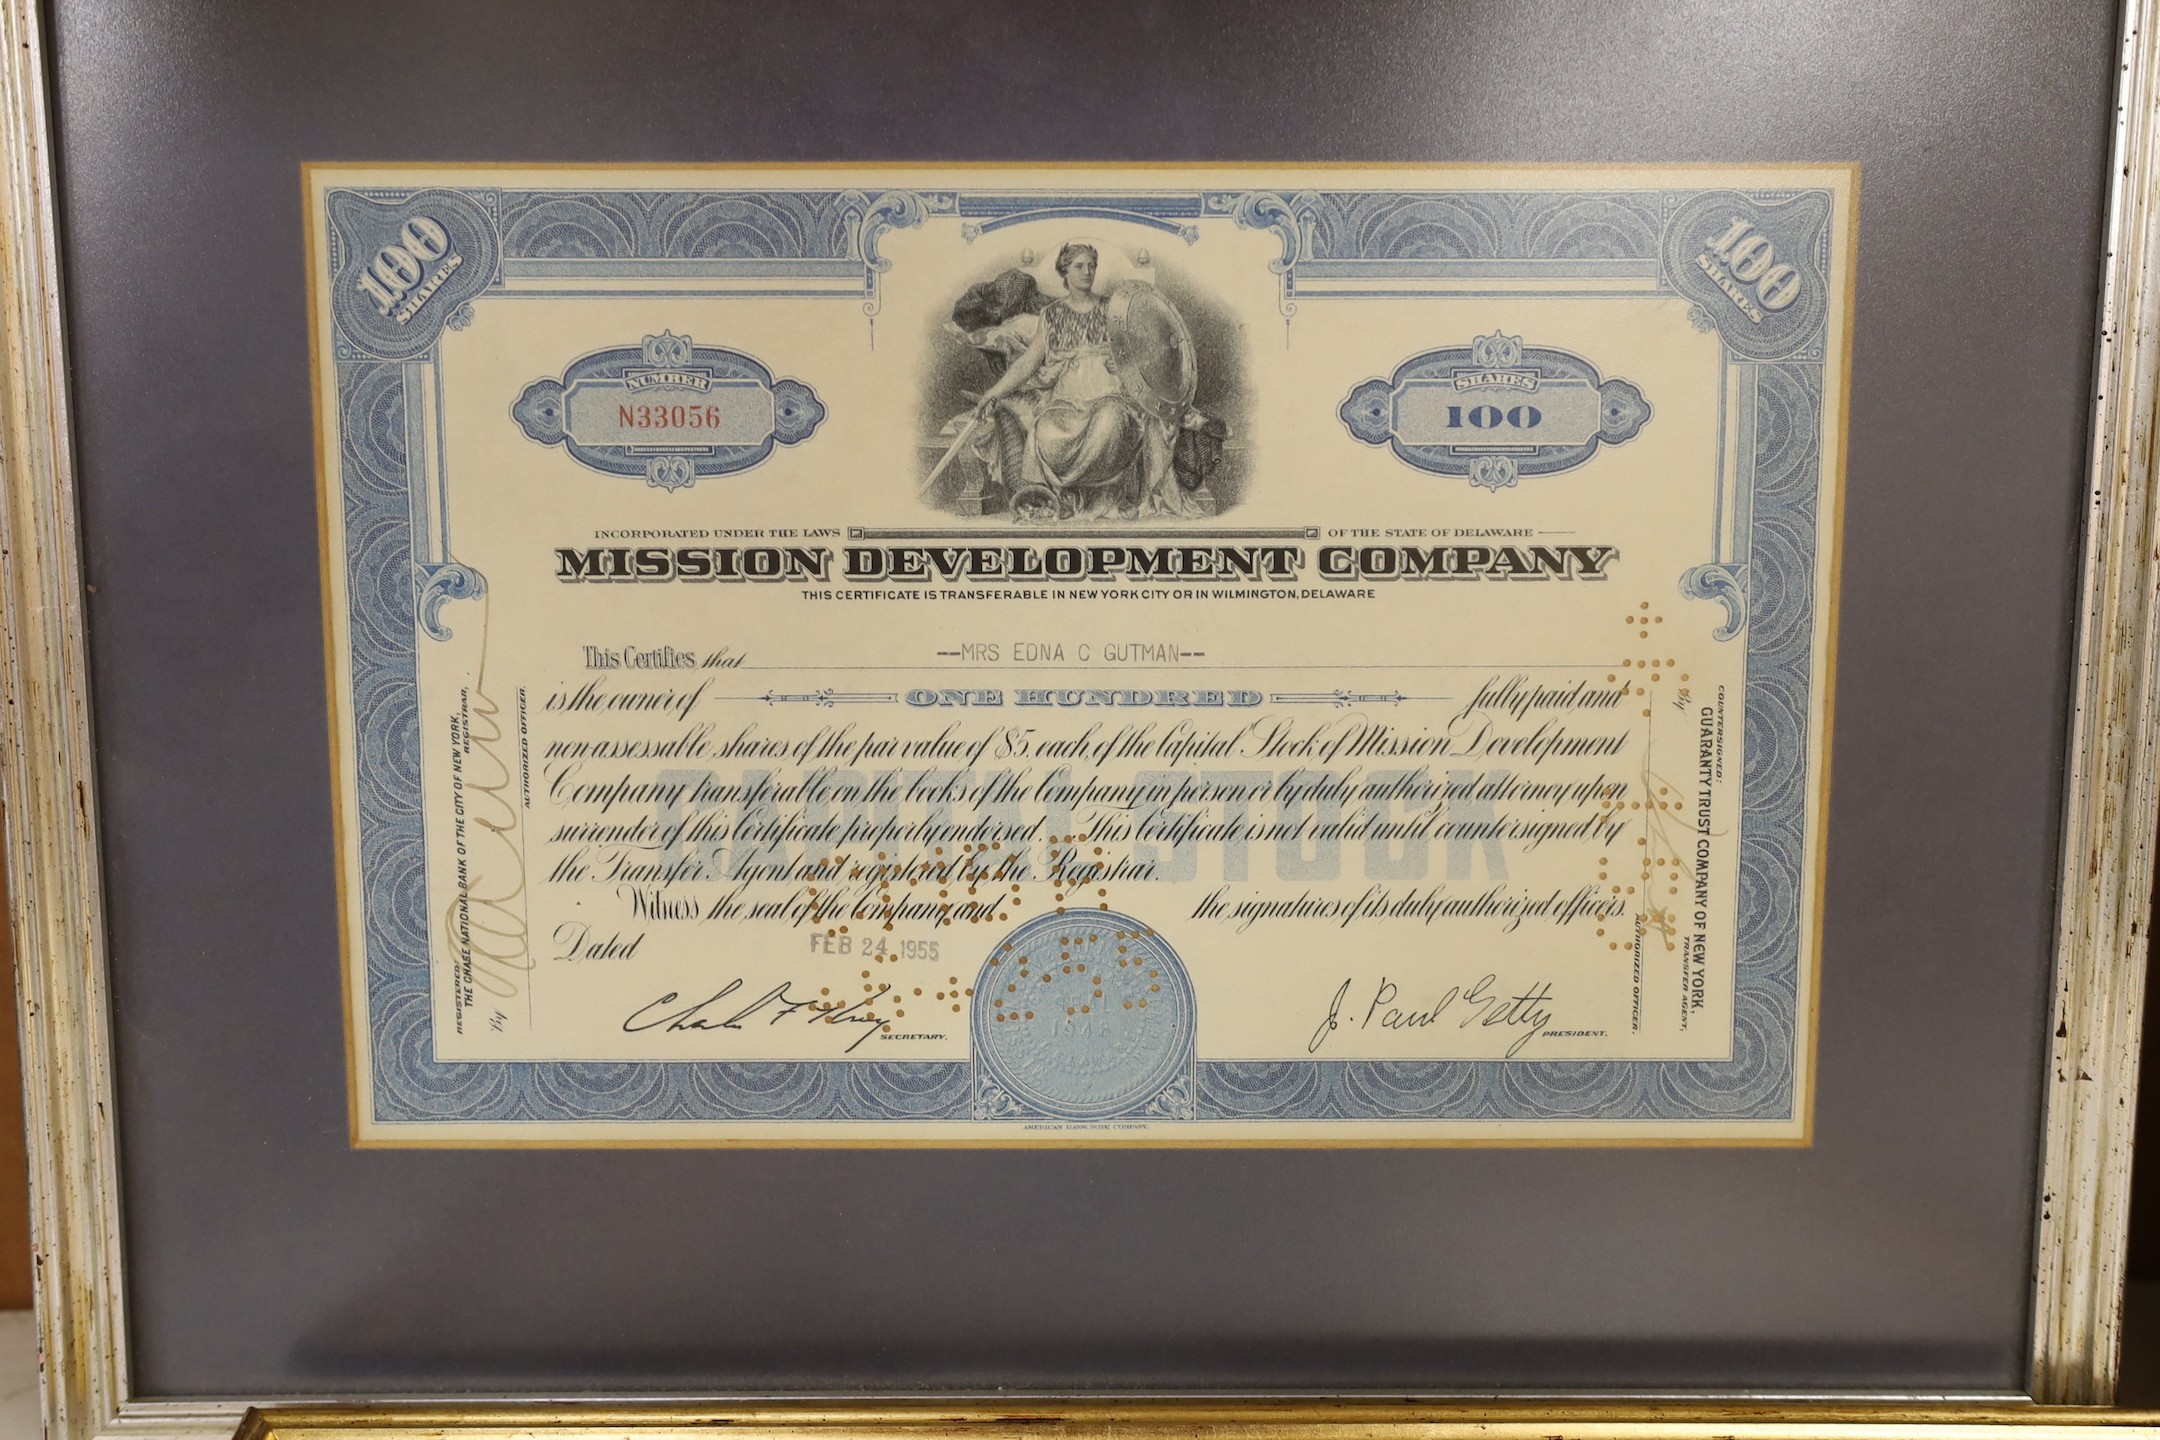 100 SHARES
100 SHARES
NUMBER
N33056
SHARES
100
INCORPORATED UNDER THE LAWS OF THE STATE OF DELAWARE
MISSION DEVELOPMENT COMPANY
THIS CERTIFICATE IS TRANSFERABLE IN NEW YORK CITY OR IN WILMINGTON, DELAWARE
This Certifies that --MRS EDNA C GUTMAN--
is the owner of ONE HUNDRED fully paid and
non-assessable shares of the par value of $5. each, of the Capital Stock of Mission Development
Company transferable on the books of the Company in person or by duly authorized attorney upon
surrender of this Certificate properly endorsed. This Certificate is not valid until countersigned by
the Transfer Agent and registered by the Registrar.
Witness the seal of the Company and the signatures of its duly authorized officers.
Dated FEB 24 1955
SECRETARY.
J. Paul Getty PRESIDENT.
1948
AMERICAN BANK NOTE COMPANY.
REGISTERED:
THE CHASE NATIONAL BANK OF THE CITY OF NEW YORK,
REGISTRAR,
By
AUTHORIZED OFFICER.
COUNTERSIGNED:
GUARANTY TRUST COMPANY OF NEW YORK,
TRANSFER AGENT,
By
AUTHORIZED OFFICER.
CAPITAL STOCK